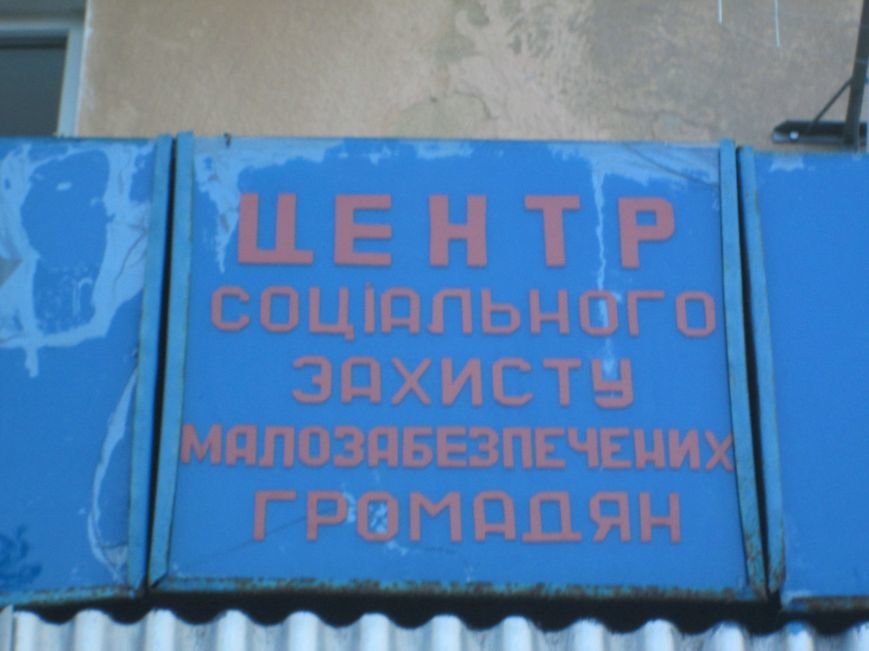 ЦЕНТР
СОЦІАЛЬНОГО
ЗАХИСТУ
МАЛОЗАБЕЗПЕЧЕНИХ
ГРОМАДЯН